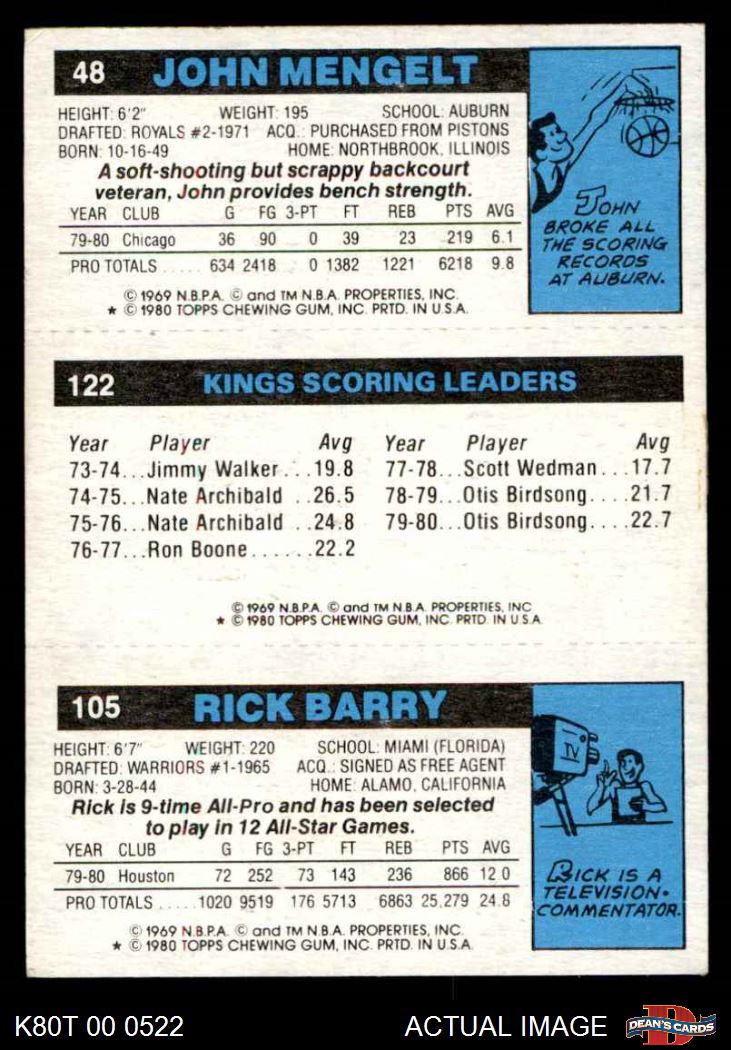 48 JOHN MENGELT
HEIGHT: 6'2" WEIGHT: 195 SCHOOL: AUBURN
DRAFTED: ROYALS #2-1971 ACQ.: PURCHASED FROM PISTONS
BORN: 10-16-49 HOME: NORTHBROOK, ILLINOIS
A soft-shooting but scrappy backcourt
veteran, John provides bench strength.
YEAR CLUB G FG 3-PT FT REB PTS AVG
79-80 Chicago 36 90 0 39 23 219 6.1
PRO TOTALS ..... 634 2418 0 1382 1221 6218 9.8
© 1969 N.B.P.A. © and TM N.B.A. PROPERTIES, INC.
* © 1980 TOPPS CHEWING GUM, INC. PRTD. IN U.S.A.
JOHN
BROKE ALL
THE SCORING
RECORDS
AT AUBURN.
122 KINGS SCORING LEADERS
Year Player Avg Year Player Avg
73-74...Jimmy Walker...19.8 77-78...Scott Wedman...17.7
74-75...Nate Archibald ..26.5 78-79...Otis Birdsong....21.7
75-76...Nate Archibald ..24.8 79-80...Otis Birdsong....22.7
76-77...Ron Boone......22.2
© 1969 N.B.P.A. © and TM N.B.A. PROPERTIES, INC
* © 1980 TOPPS CHEWING GUM, INC. PRTD. IN U.S.A.
105 RICK BARRY
HEIGHT: 6'7" WEIGHT: 220 SCHOOL: MIAMI (FLORIDA)
DRAFTED: WARRIORS #1-1965 ACQ.: SIGNED AS FREE AGENT
BORN: 3-28-44 HOME: ALAMO, CALIFORNIA
Rick is 9-time All-Pro and has been selected
to play in 12 All-Star Games.
YEAR CLUB G FG 3-PT FT REB PTS AVG
79-80 Houston 72 252 73 143 236 866 12.0
PRO TOTALS .....1020 9519 176 5713 6863 25,279 24.8
© 1969 N.B.P.A. © and TM N.B.A. PROPERTIES, INC.
* © 1980 TOPPS CHEWING GUM, INC. PRTD. IN U.S.A.
TV
RICK IS A
TELEVISION-
COMMENTATOR.
K80T 00 0522 ACTUAL IMAGE D DEAN'S CARDS